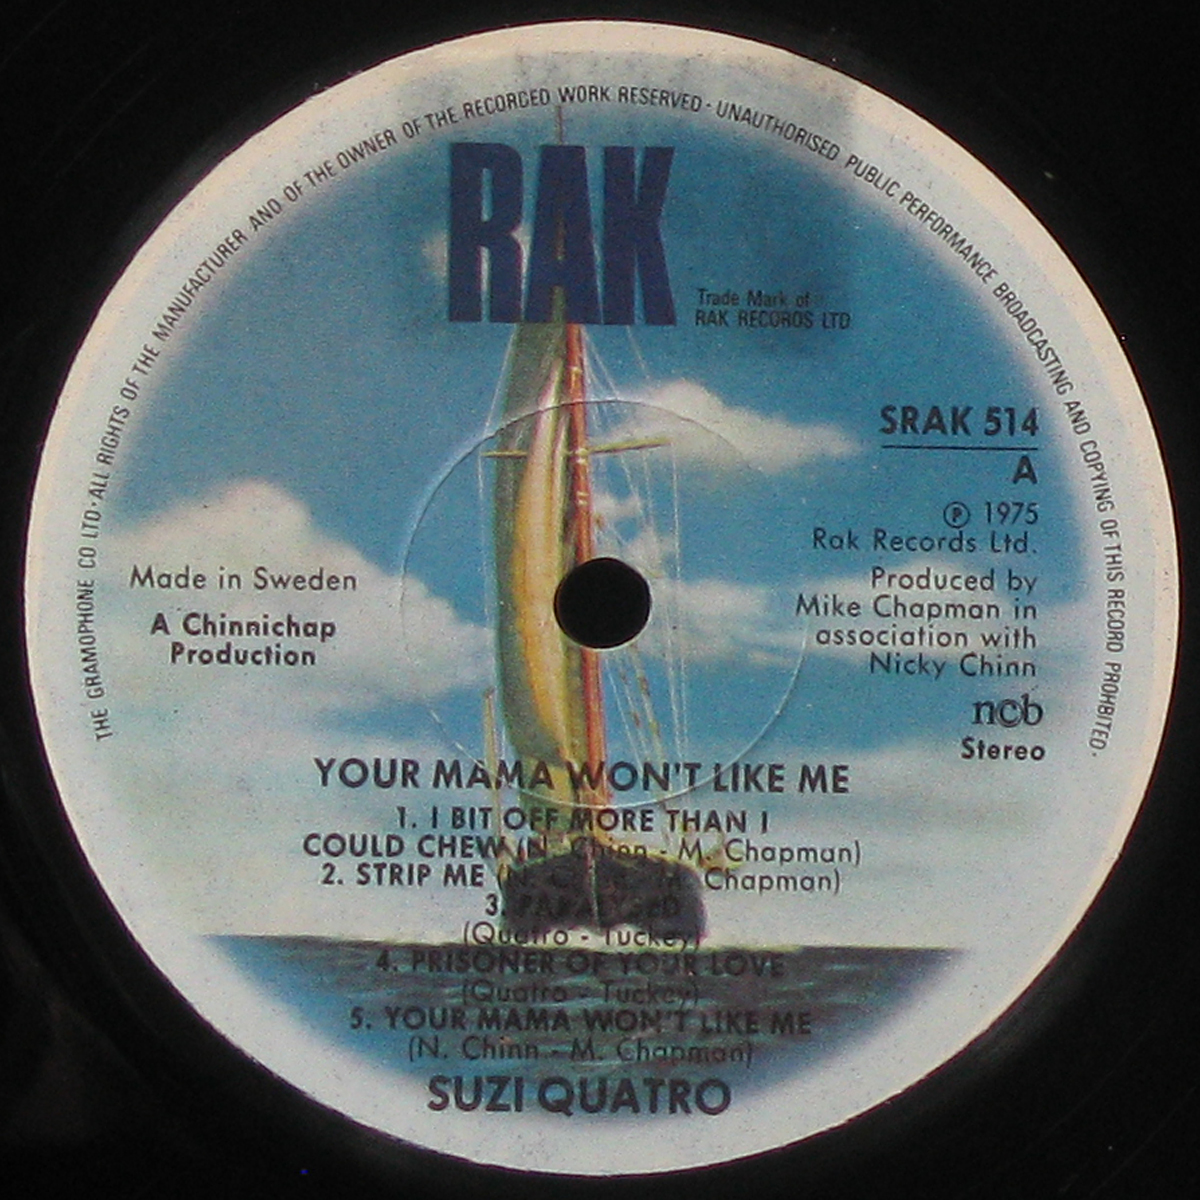 THE GRAMOPHONE CO LTD · ALL RIGHTS OF THE MANUFACTURER AND OF THE OWNER OF THE RECORDED WORK RESERVED · UNAUTHORISED PUBLIC PERFORMANCE BROADCASTING AND COPYING OF THIS RECORD PROHIBITED.
RAK
Trade Mark of
RAK RECORDS LTD
SRAK 514
A
Ⓟ 1975
Rak Records Ltd.
Made in Sweden
A Chinnichap
Production
Produced by
Mike Chapman in
association with
Nicky Chinn
ncb
Stereo
YOUR MAMA WON'T LIKE ME
1. I BIT OFF MORE THAN I
COULD CHEW (N. Chinn - M. Chapman)
2. STRIP ME (N. Chinn - M. Chapman)
3. PARALYSED
(Quatro - Tuckey)
4. PRISONER OF YOUR LOVE
(Quatro - Tuckey)
5. YOUR MAMA WON'T LIKE ME
(N. Chinn - M. Chapman)
SUZI QUATRO